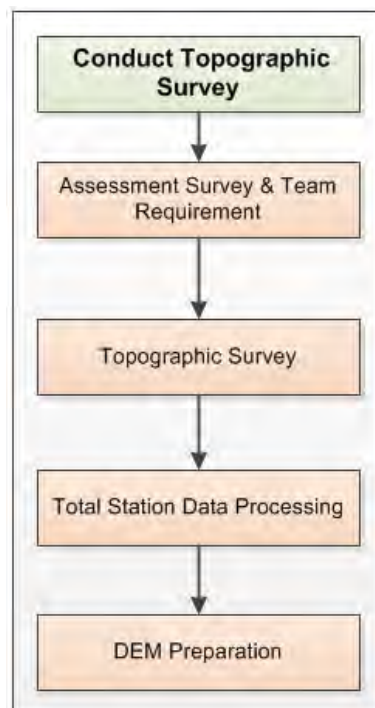 Conduct Topographic
Survey
Assessment Survey & Team
Requirement
Topographic Survey
Total Station Data Processing
DEM Preparation